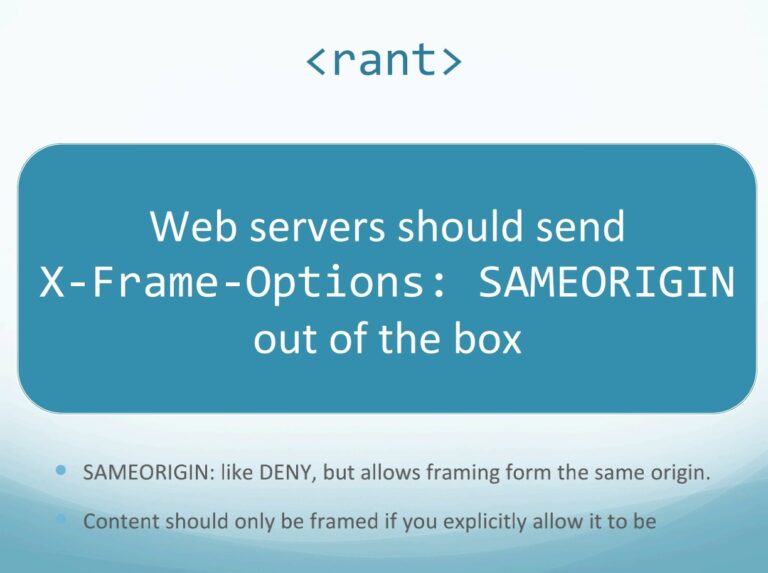 <rant>
Web servers should send
X-Frame-Options: SAMEORIGIN
out of the box
SAMEORIGIN: like DENY, but allows framing form the same origin.
Content should only be framed if you explicitly allow it to be